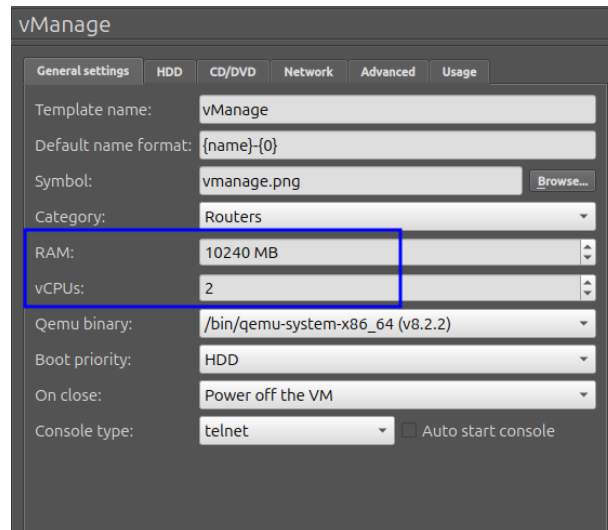 vManage
General settings HDD CD/DVD Network Advanced Usage
Template name: vManage
Default name format: {name}-{0}
Symbol: vmanage.png Browse...
Category: Routers
RAM: 10240 MB
vCPUs: 2
Qemu binary: /bin/qemu-system-x86_64 (v8.2.2)
Boot priority: HDD
On close: Power off the VM
Console type: telnet Auto start console